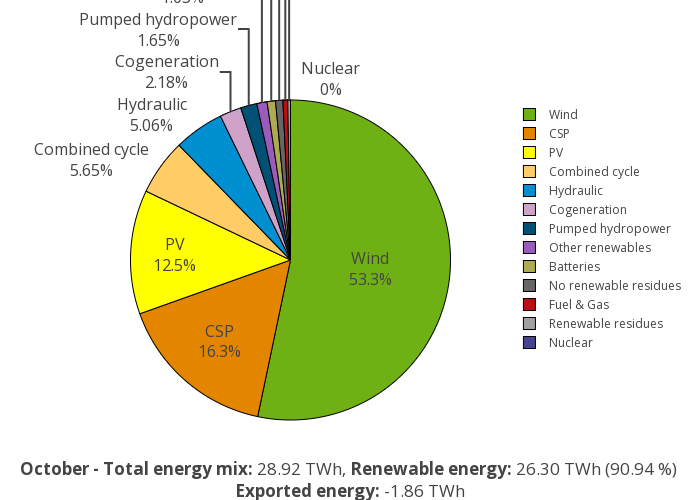 Pumped hydropower
1.65%
Cogeneration
2.18%
Hydraulic
5.06%
Combined cycle
5.65%
Nuclear
0%
PV
12.5%
CSP
16.3%
Wind
53.3%
Wind
CSP
PV
Combined cycle
Hydraulic
Cogeneration
Pumped hydropower
Other renewables
Batteries
No renewable residues
Fuel & Gas
Renewable residues
Nuclear
October - Total energy mix: 28.92 TWh, Renewable energy: 26.30 TWh (90.94 %)
Exported energy: -1.86 TWh